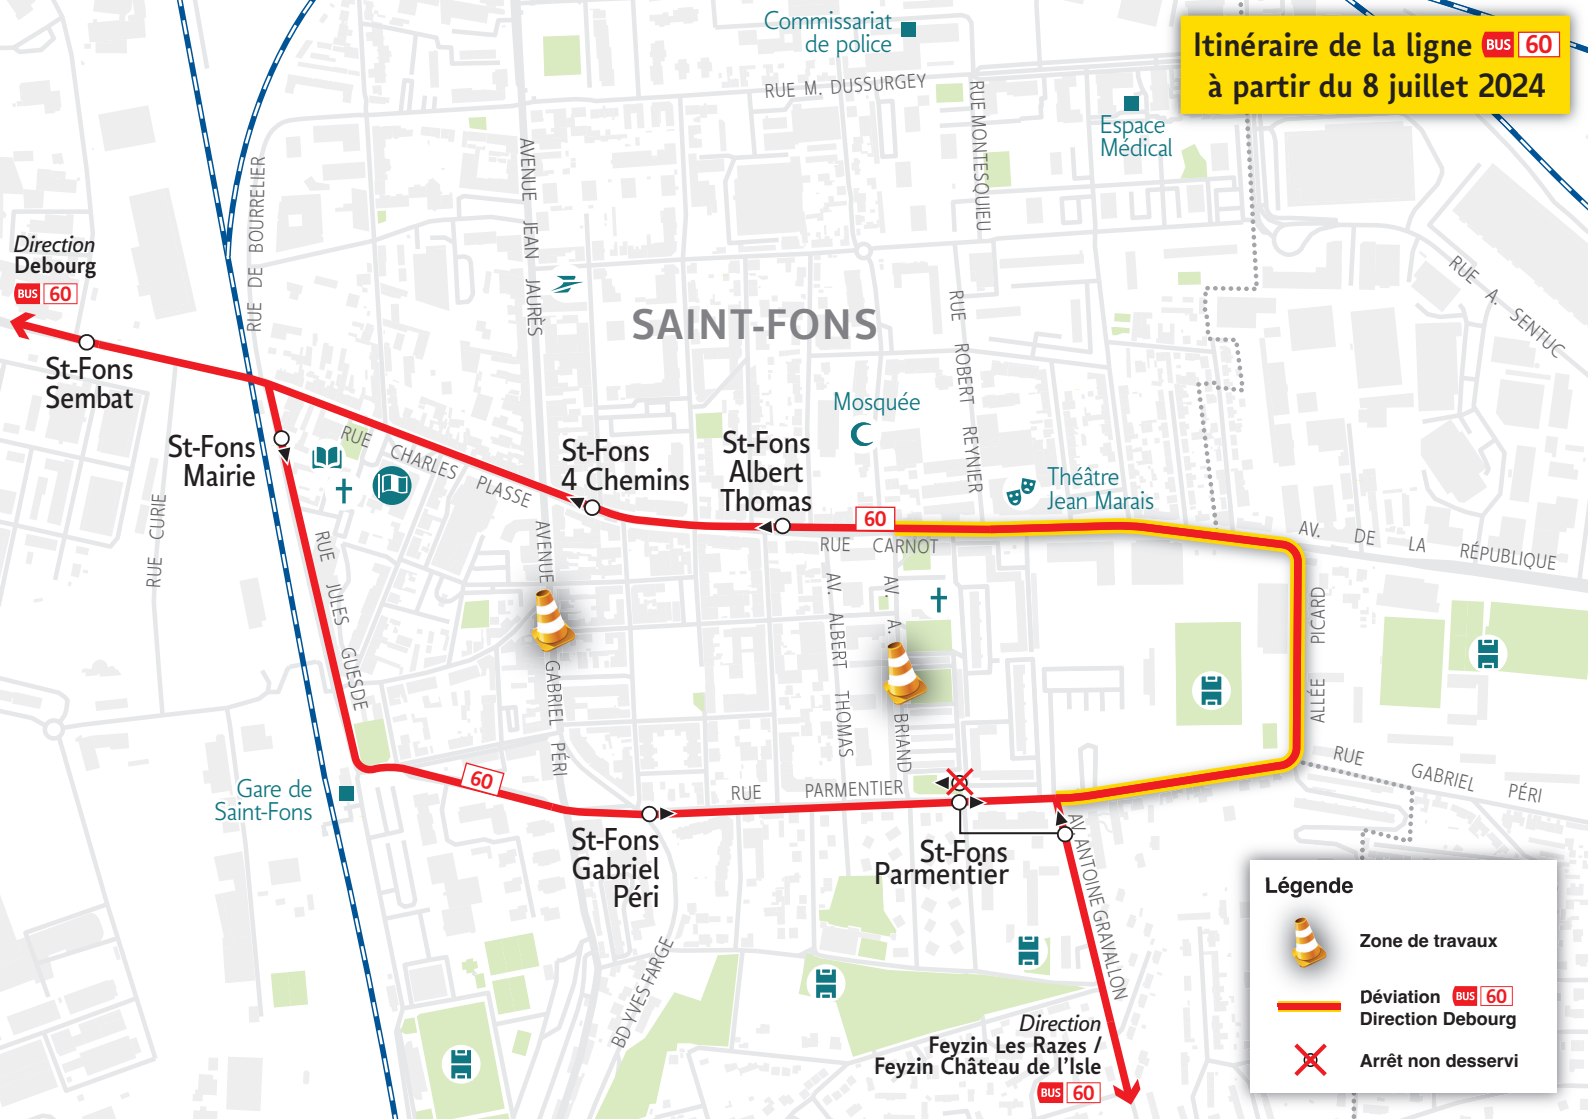 Itinéraire de la ligne BUS 60
à partir du 8 juillet 2024
Commissariat
de police
RUE M. DUSSURGEY
RUE MONTESQUIEU
Espace
Médical
AVENUE JEAN JAURÈS
RUE DE BOURRELIER
Direction
Debourg
BUS 60
RUE A. SENTUC
SAINT-FONS
RUE ROBERT REYNIER
St-Fons
Sembat
Mosquée
St-Fons
Mairie
RUE CHARLES PLASSE
St-Fons
4 Chemins
St-Fons
Albert
Thomas
Théâtre
Jean Marais
60
RUE CARNOT
AV. DE LA RÉPUBLIQUE
RUE CURIE
RUE JULES GUESDE
AVENUE GABRIEL PÉRI
AV. ALBERT THOMAS
AV. A. BRIAND
ALLÉE PICARD
RUE GABRIEL PÉRI
Gare de
Saint-Fons
60
RUE PARMENTIER
St-Fons
Gabriel
Péri
St-Fons
Parmentier
AV. ANTOINE GRAVALLON
BD YVES FARGE
Direction
Feyzin Les Razes /
Feyzin Château de l'Isle
BUS 60
Légende
Zone de travaux
Déviation BUS 60
Direction Debourg
Arrêt non desservi